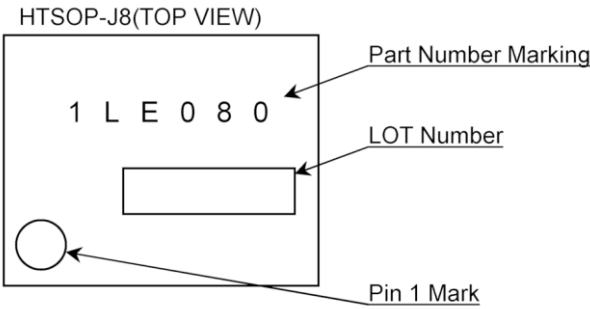 HTSOP-J8(TOP VIEW)
Part Number Marking
1 L E 0 8 0
LOT Number
Pin 1 Mark